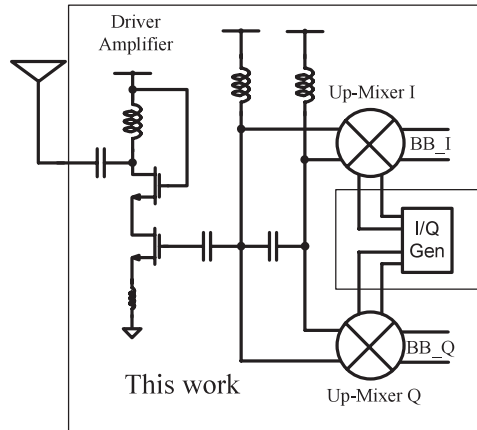 Driver
Amplifier
Up-Mixer I
BB_I
I/Q
Gen
BB_Q
Up-Mixer Q
This work